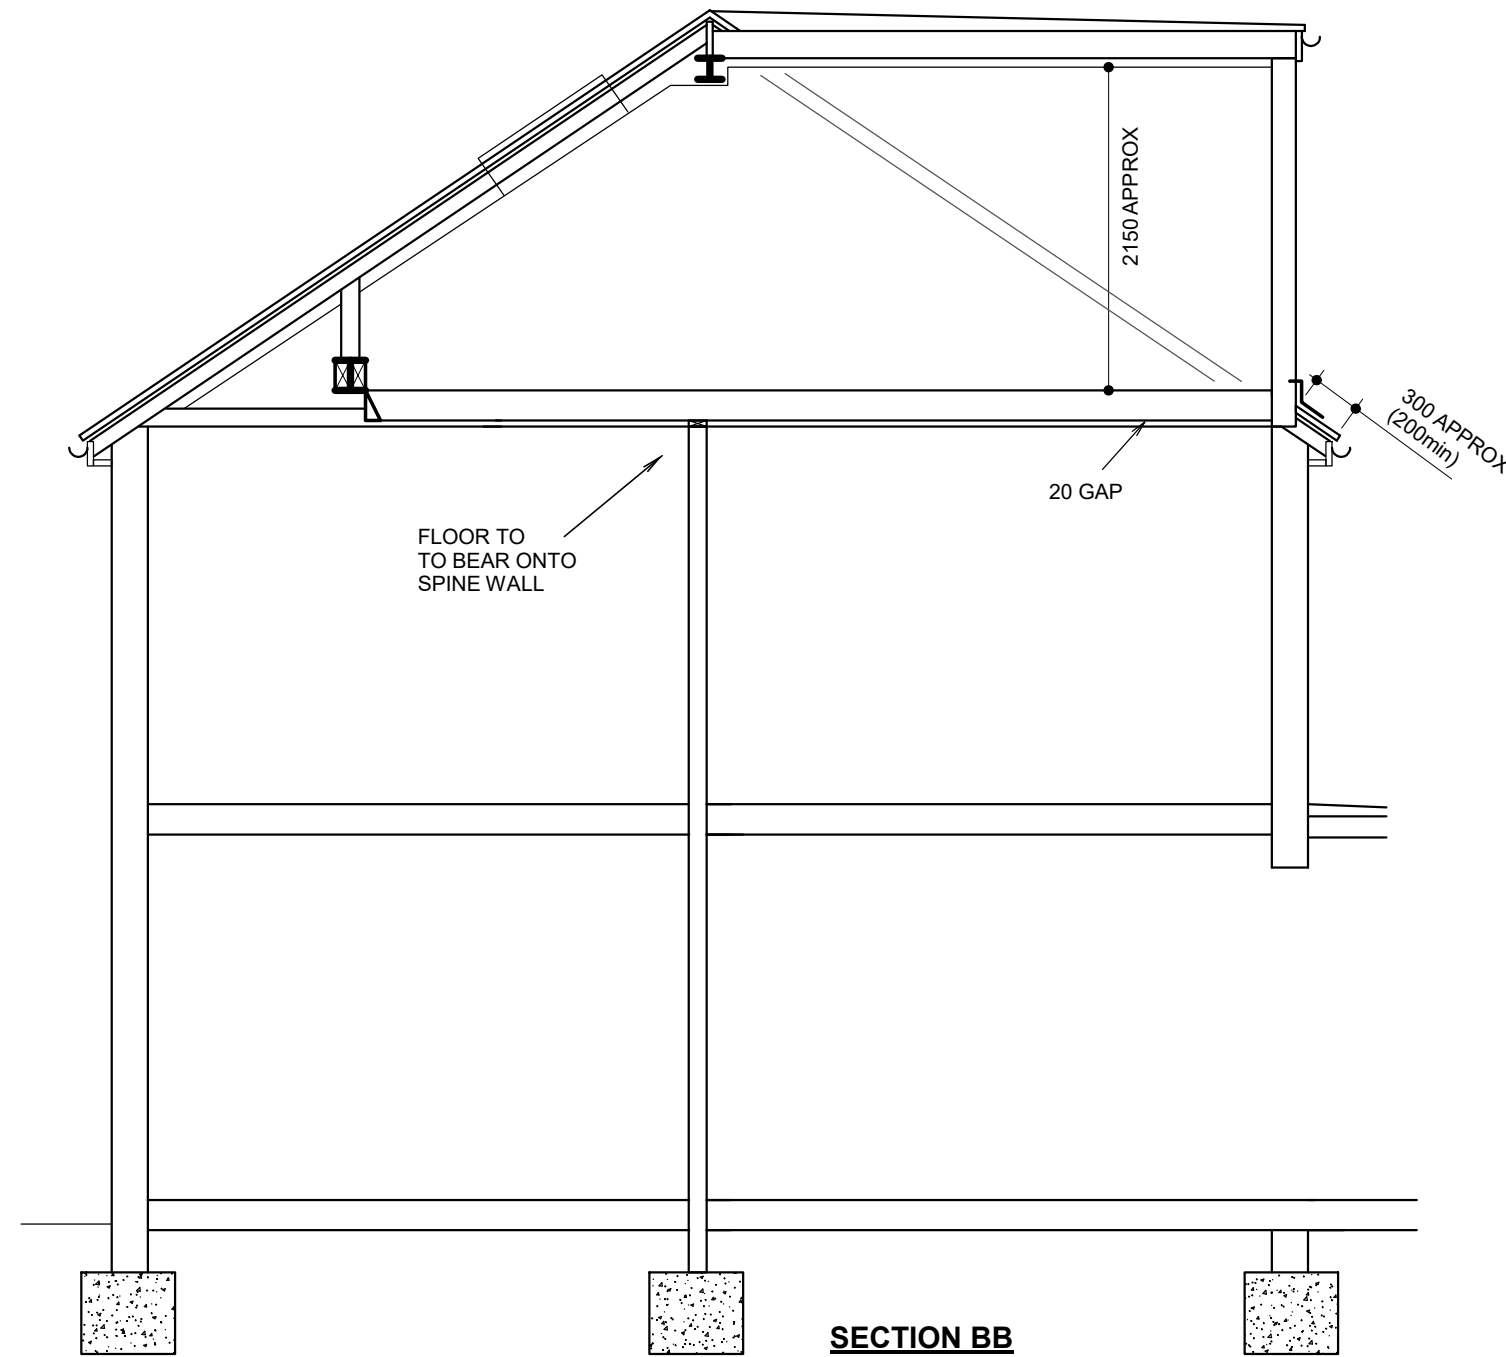 2150 APPROX
300 APPROX
(200min)
20 GAP
FLOOR TO
TO BEAR ONTO
SPINE WALL
SECTION BB